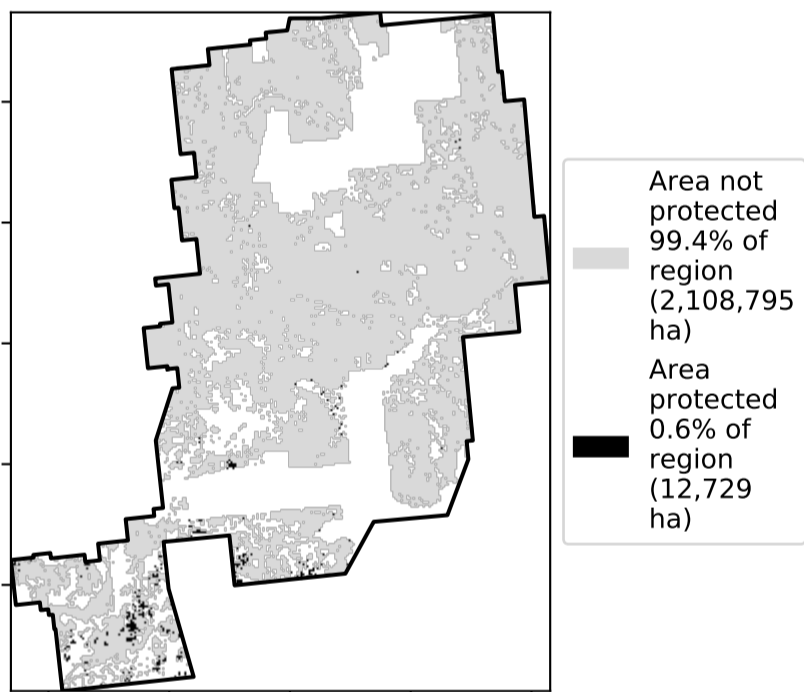 Area not
protected
99.4% of
region
(2,108,795
ha)
Area
protected
0.6% of
region
(12,729
ha)